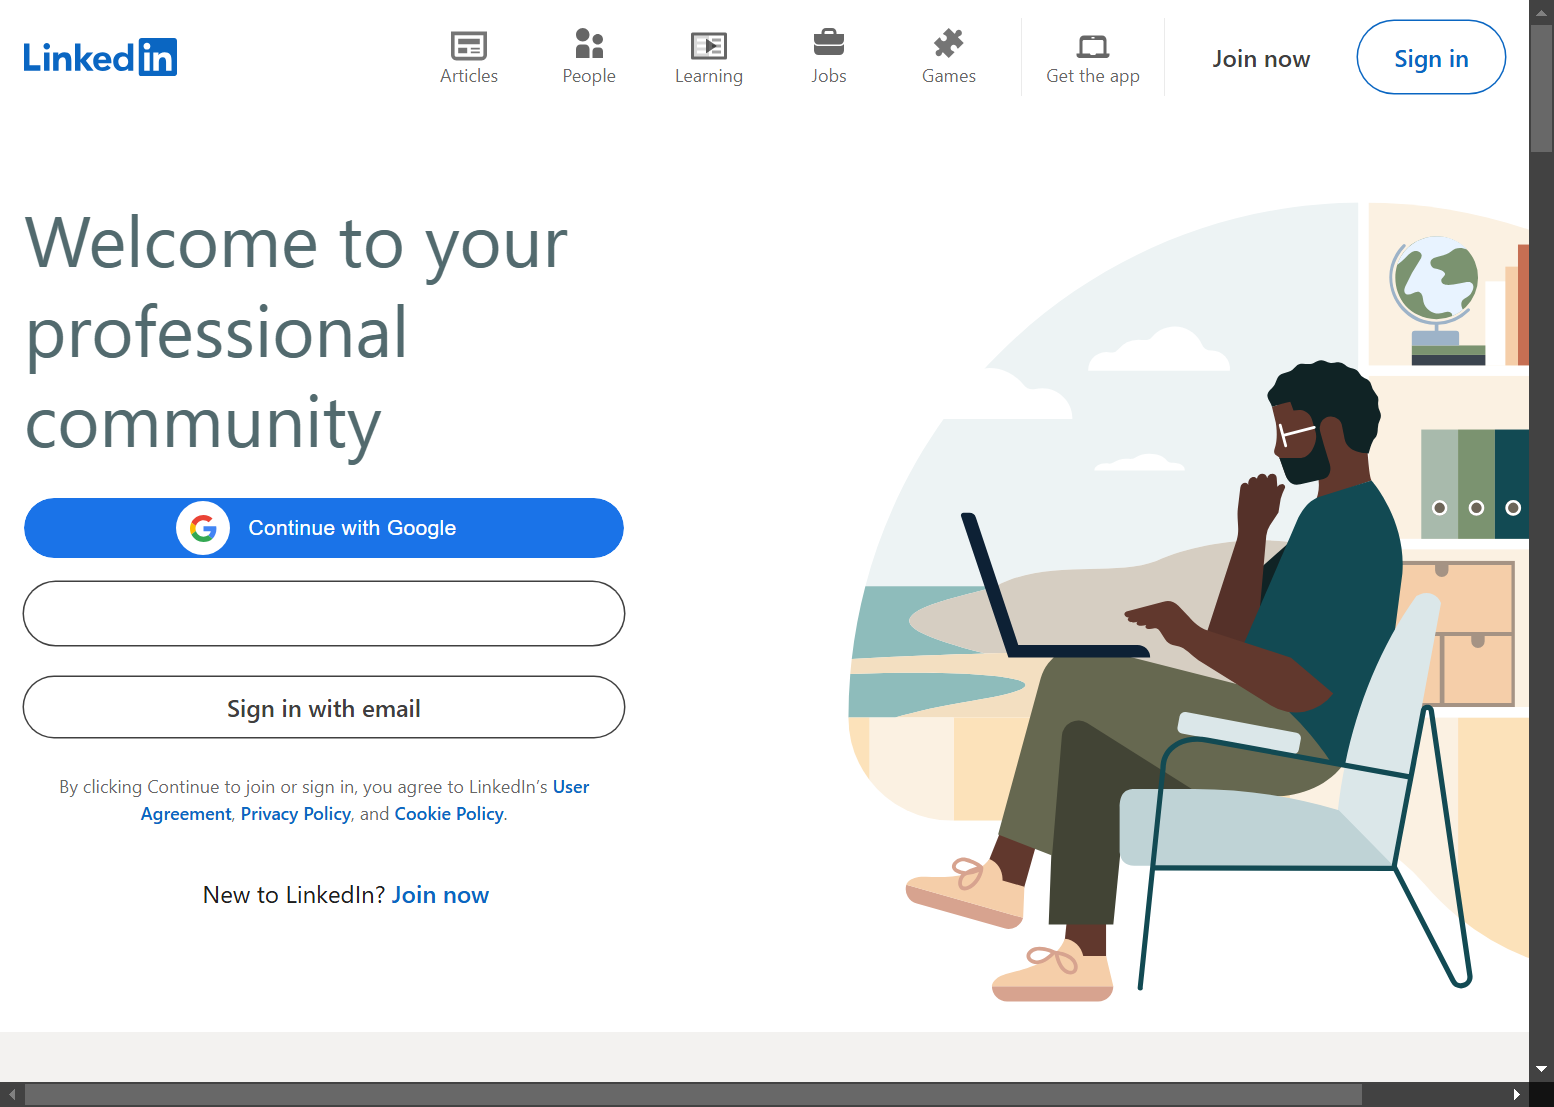 Linked in
Articles
People
Learning
Jobs
Games
Get the app
Join now
Sign in
Welcome to your
professional
community
Continue with Google
Sign in with email
By clicking Continue to join or sign in, you agree to LinkedIn’s User
Agreement, Privacy Policy, and Cookie Policy.
New to LinkedIn? Join now